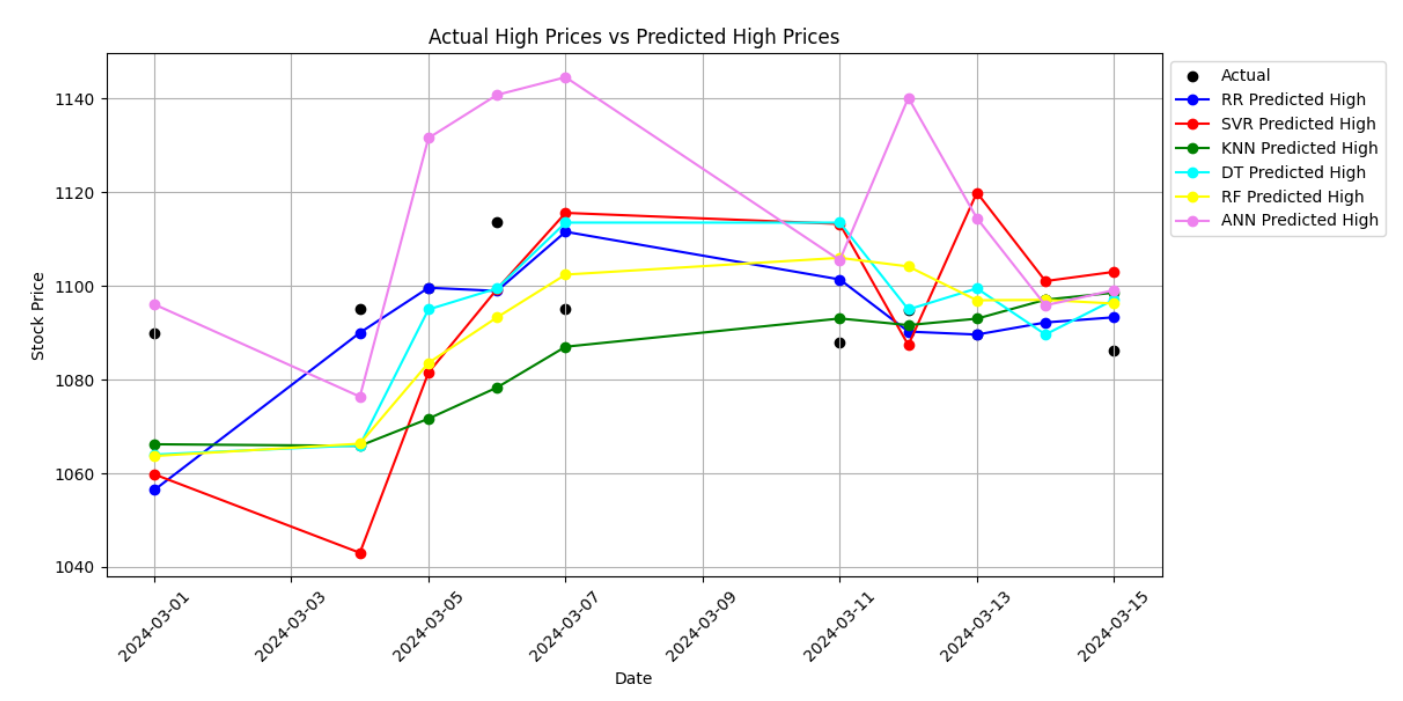 Actual High Prices vs Predicted High Prices
Actual
RR Predicted High
SVR Predicted High
KNN Predicted High
DT Predicted High
RF Predicted High
ANN Predicted High
Stock Price
1140
1120
1100
1080
1060
1040
2024-03-01
2024-03-03
2024-03-05
2024-03-07
2024-03-09
2024-03-11
2024-03-13
2024-03-15
Date